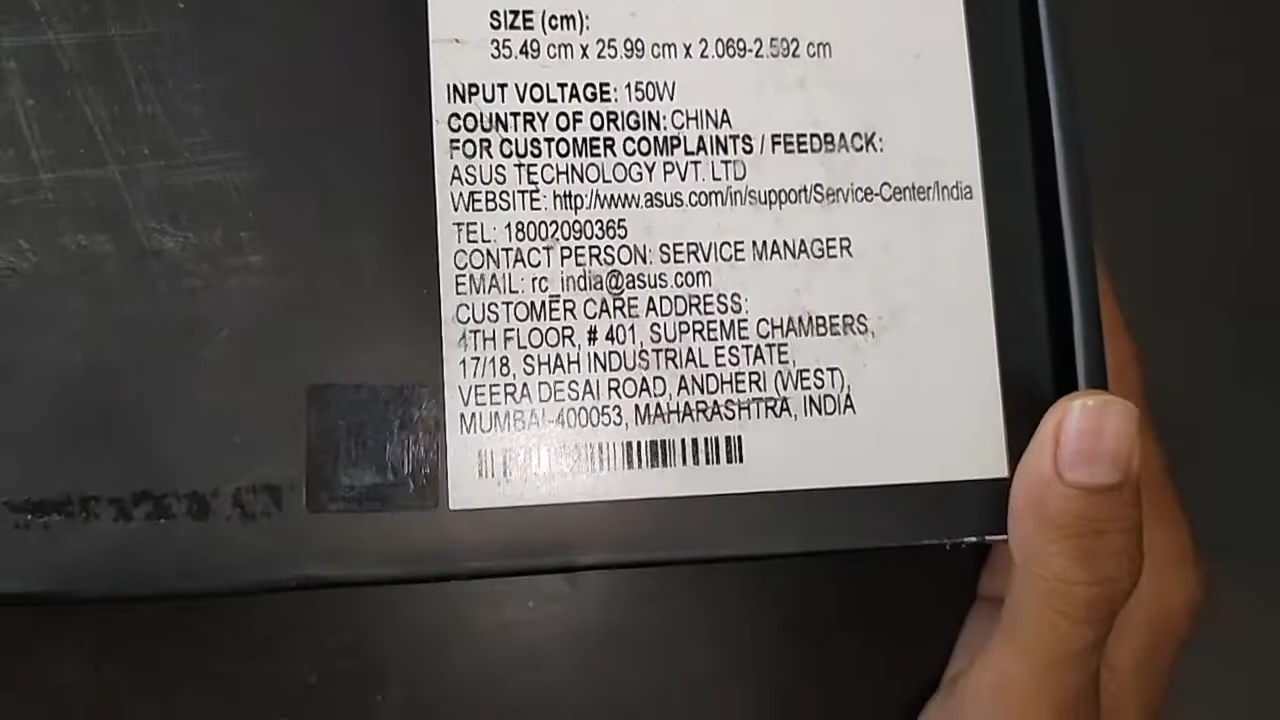 SIZE (cm):
35.49 cm x 25.99 cm x 2.069-2.592 cm
INPUT VOLTAGE: 150W
COUNTRY OF ORIGIN: CHINA
FOR CUSTOMER COMPLAINTS / FEEDBACK:
ASUS TECHNOLOGY PVT. LTD
WEBSITE: http://www.asus.com/in/support/Service-Center/India
TEL: 18002090365
CONTACT PERSON: SERVICE MANAGER
EMAIL: rc_india@asus.com
CUSTOMER CARE ADDRESS:
4TH FLOOR, # 401, SUPREME CHAMBERS,
17/18, SHAH INDUSTRIAL ESTATE,
VEERA DESAI ROAD, ANDHERI (WEST),
MUMBAI-400053, MAHARASHTRA, INDIA